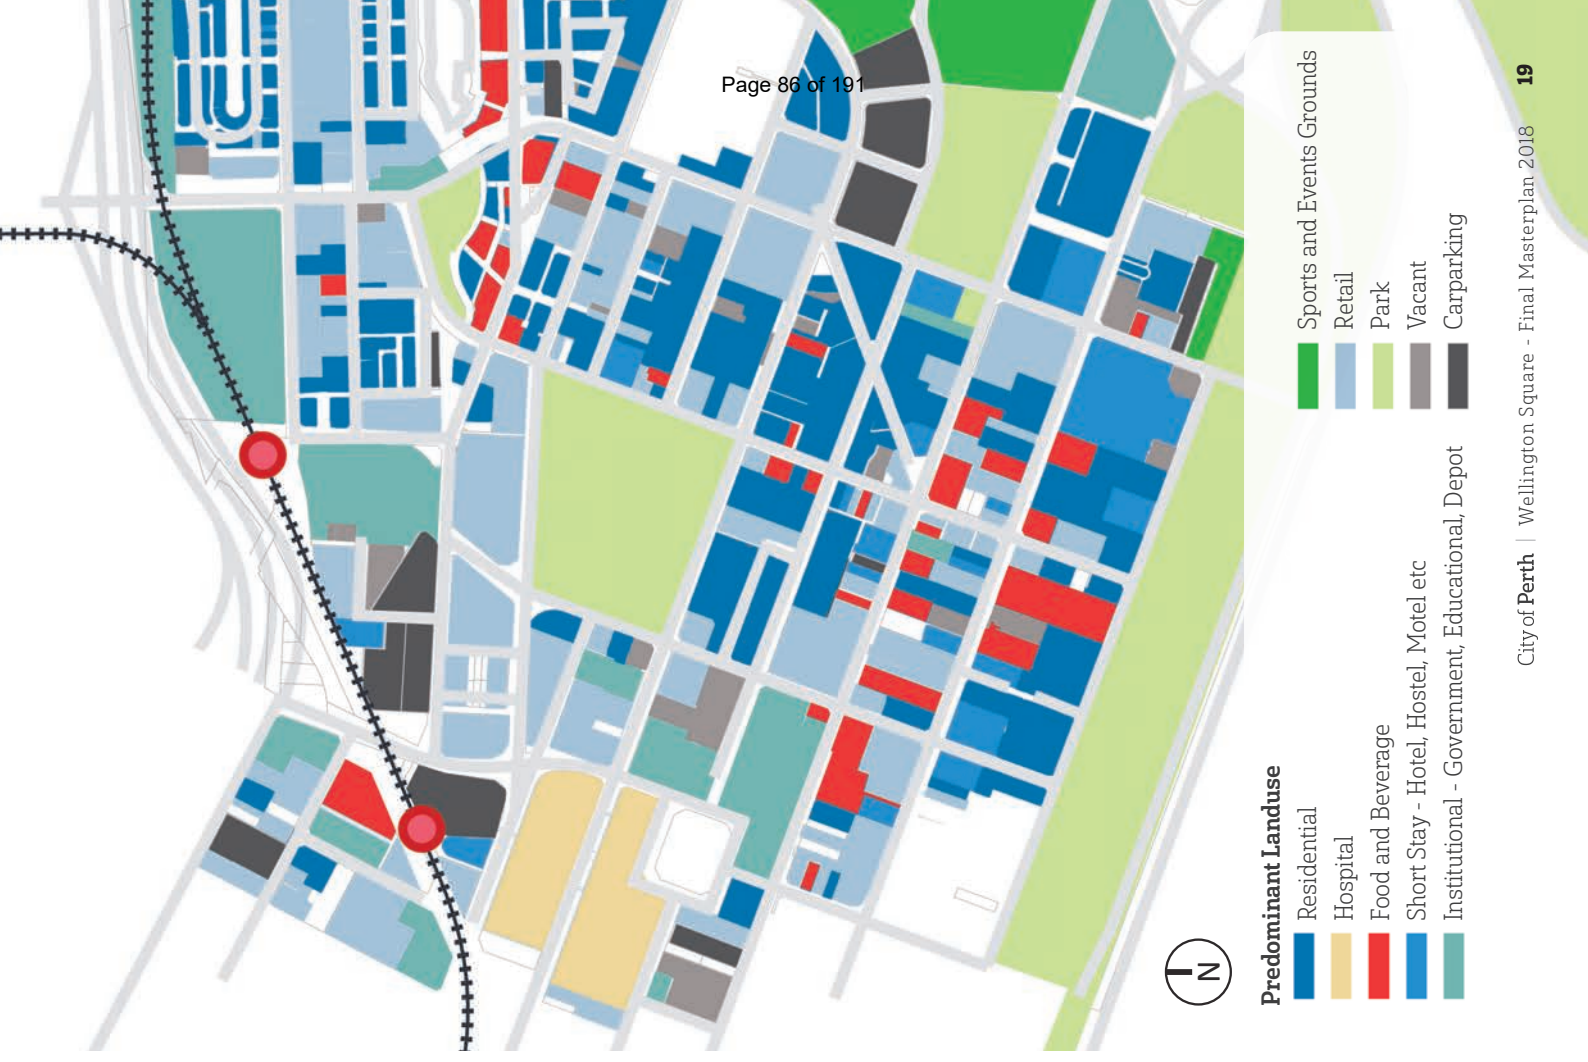 Page 86 of 191
Predominant Landuse
Residential
Hospital
Food and Beverage
Short Stay - Hotel, Hostel, Motel etc
Institutional - Government, Educational, Depot
Sports and Events Grounds
Retail
Park
Vacant
Carparking
N
City of Perth | Wellington Square - Final Masterplan 2018 19